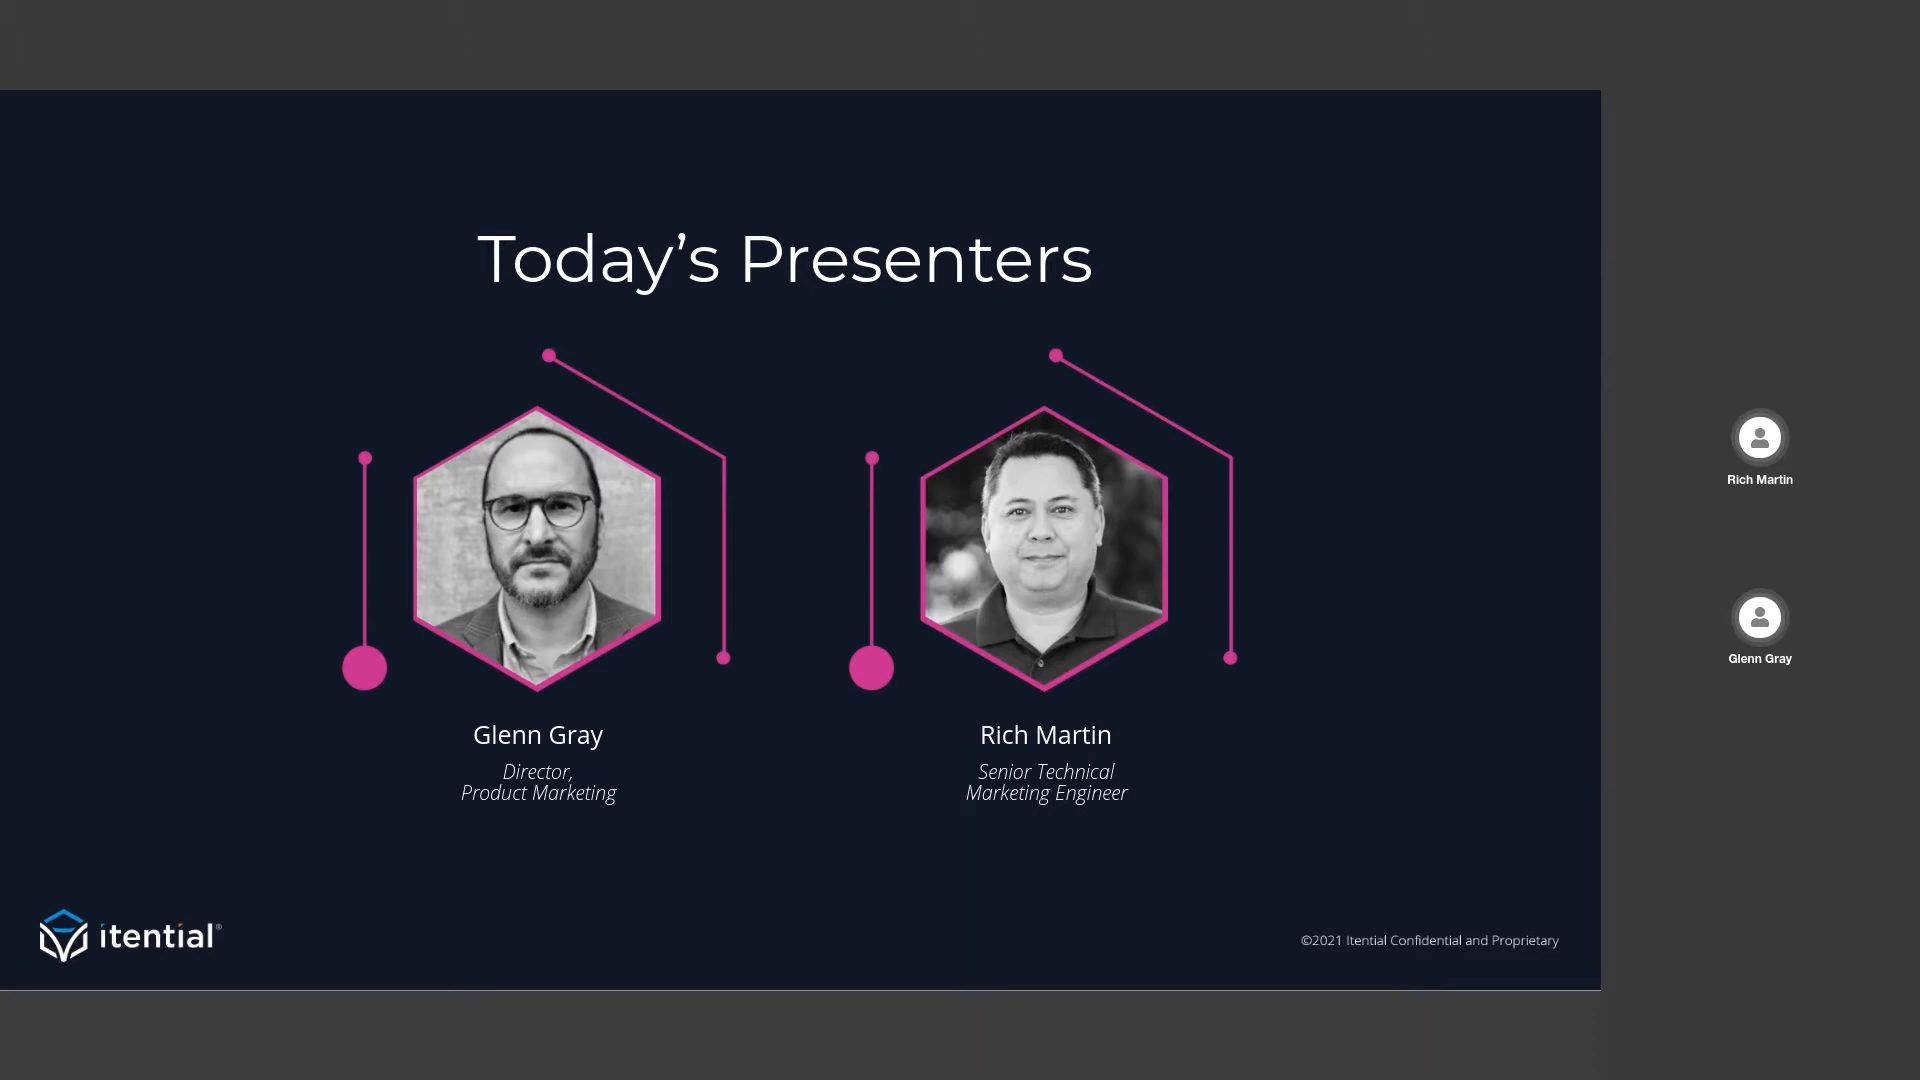 Today’s Presenters
Glenn Gray
Director,
Product Marketing
Rich Martin
Senior Technical
Marketing Engineer
itential®
©2021 Itential Confidential and Proprietary
Rich Martin
Glenn Gray